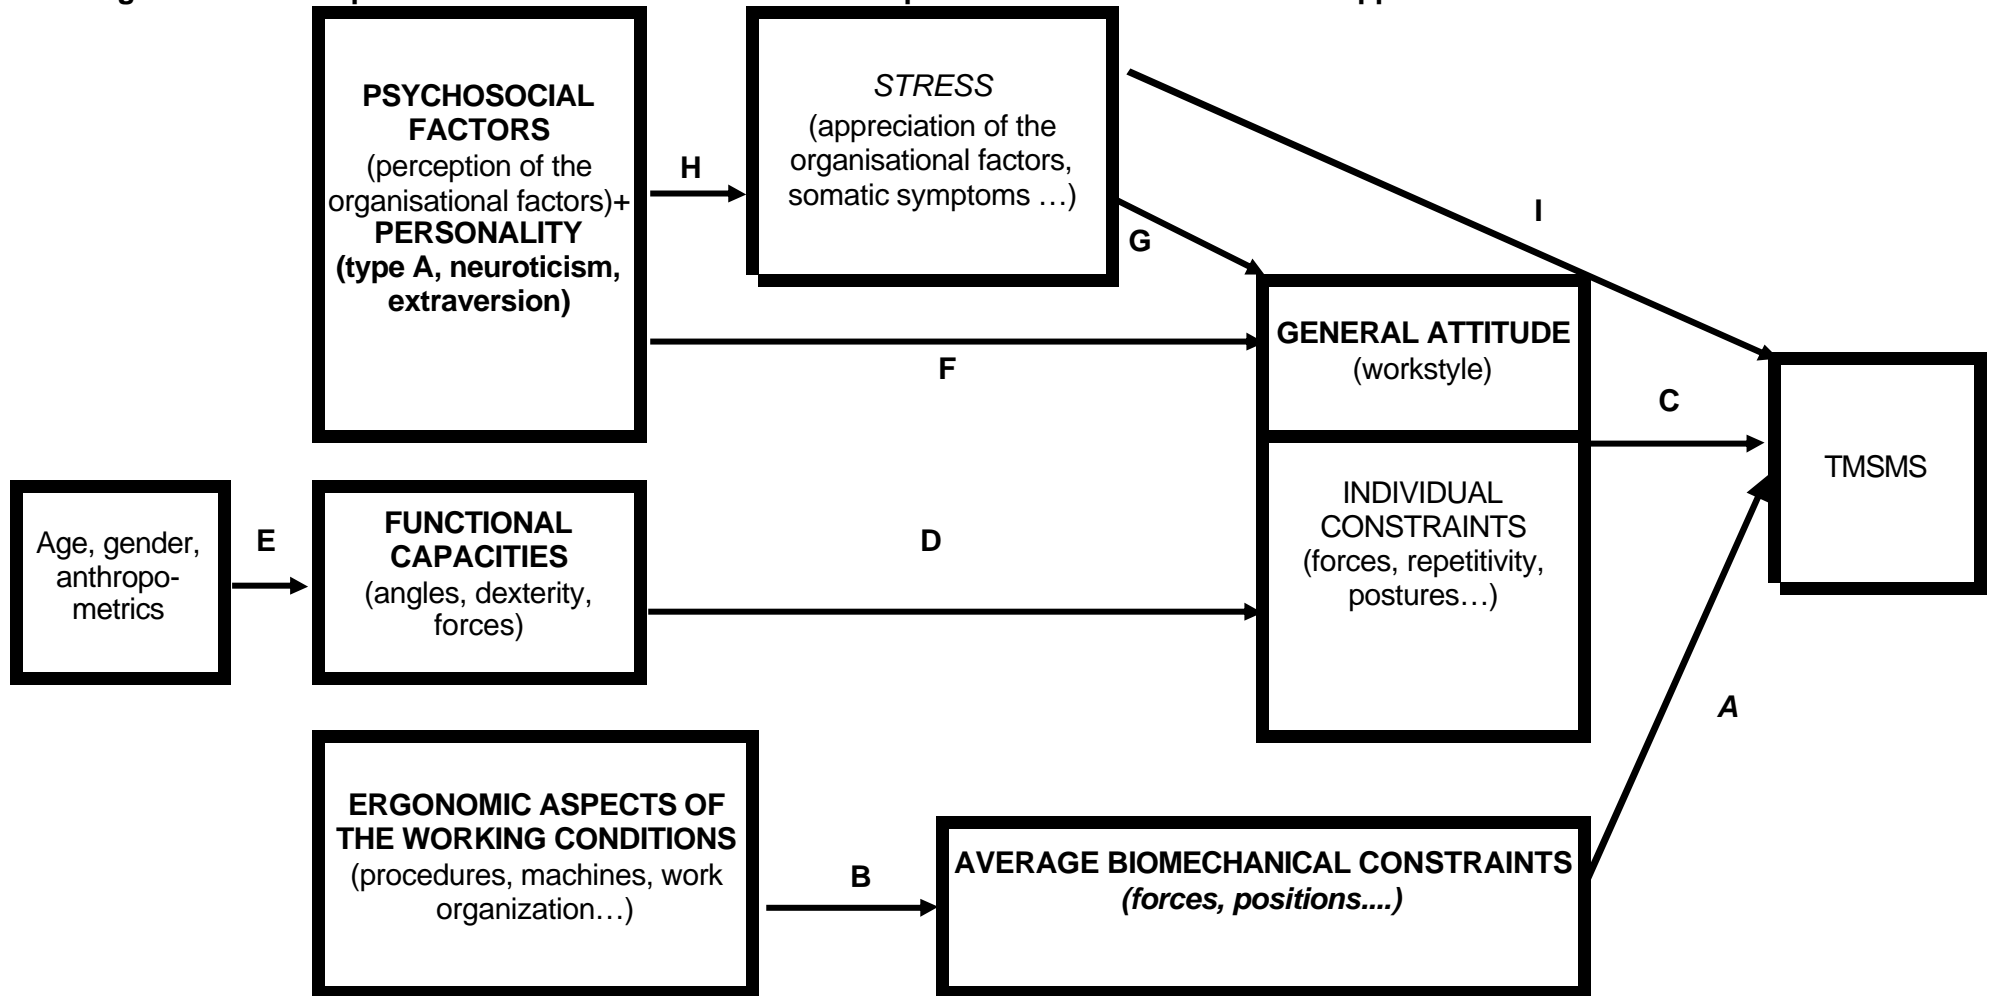 PSYCHOSOCIAL
FACTORS
(perception of the
organisational factors)+
PERSONALITY
(type A, neuroticism,
extraversion)
H
STRESS
(appreciation of the
organisational factors,
somatic symptoms …)
G
I
F
GENERAL ATTITUDE
(workstyle)
C
TMSMS
INDIVIDUAL
CONSTRAINTS
(forces, repetitivity,
postures…)
Age, gender,
anthropo-
metrics
E
FUNCTIONAL
CAPACITIES
(angles, dexterity,
forces)
D
A
ERGONOMIC ASPECTS OF
THE WORKING CONDITIONS
(procedures, machines, work
organization…)
B
AVERAGE BIOMECHANICAL CONSTRAINTS
(forces, positions....)